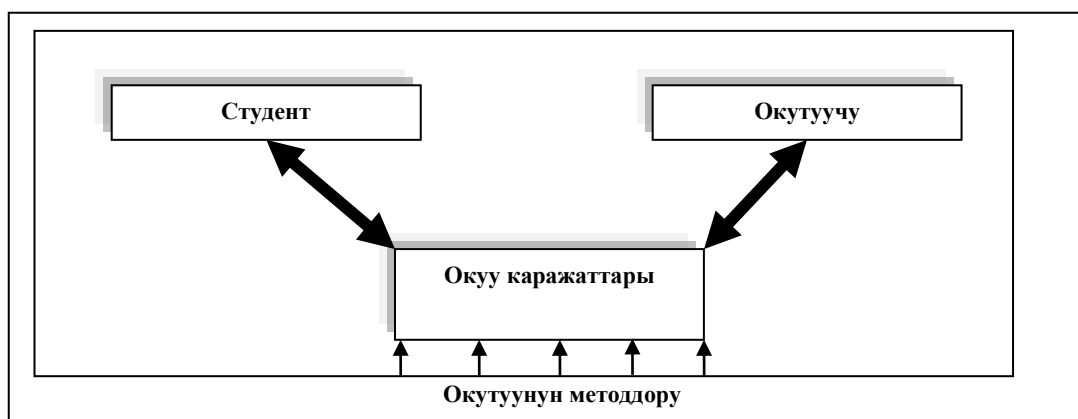 Студент
Окутуучу
Окуу каражаттары
Окутуунун методдору